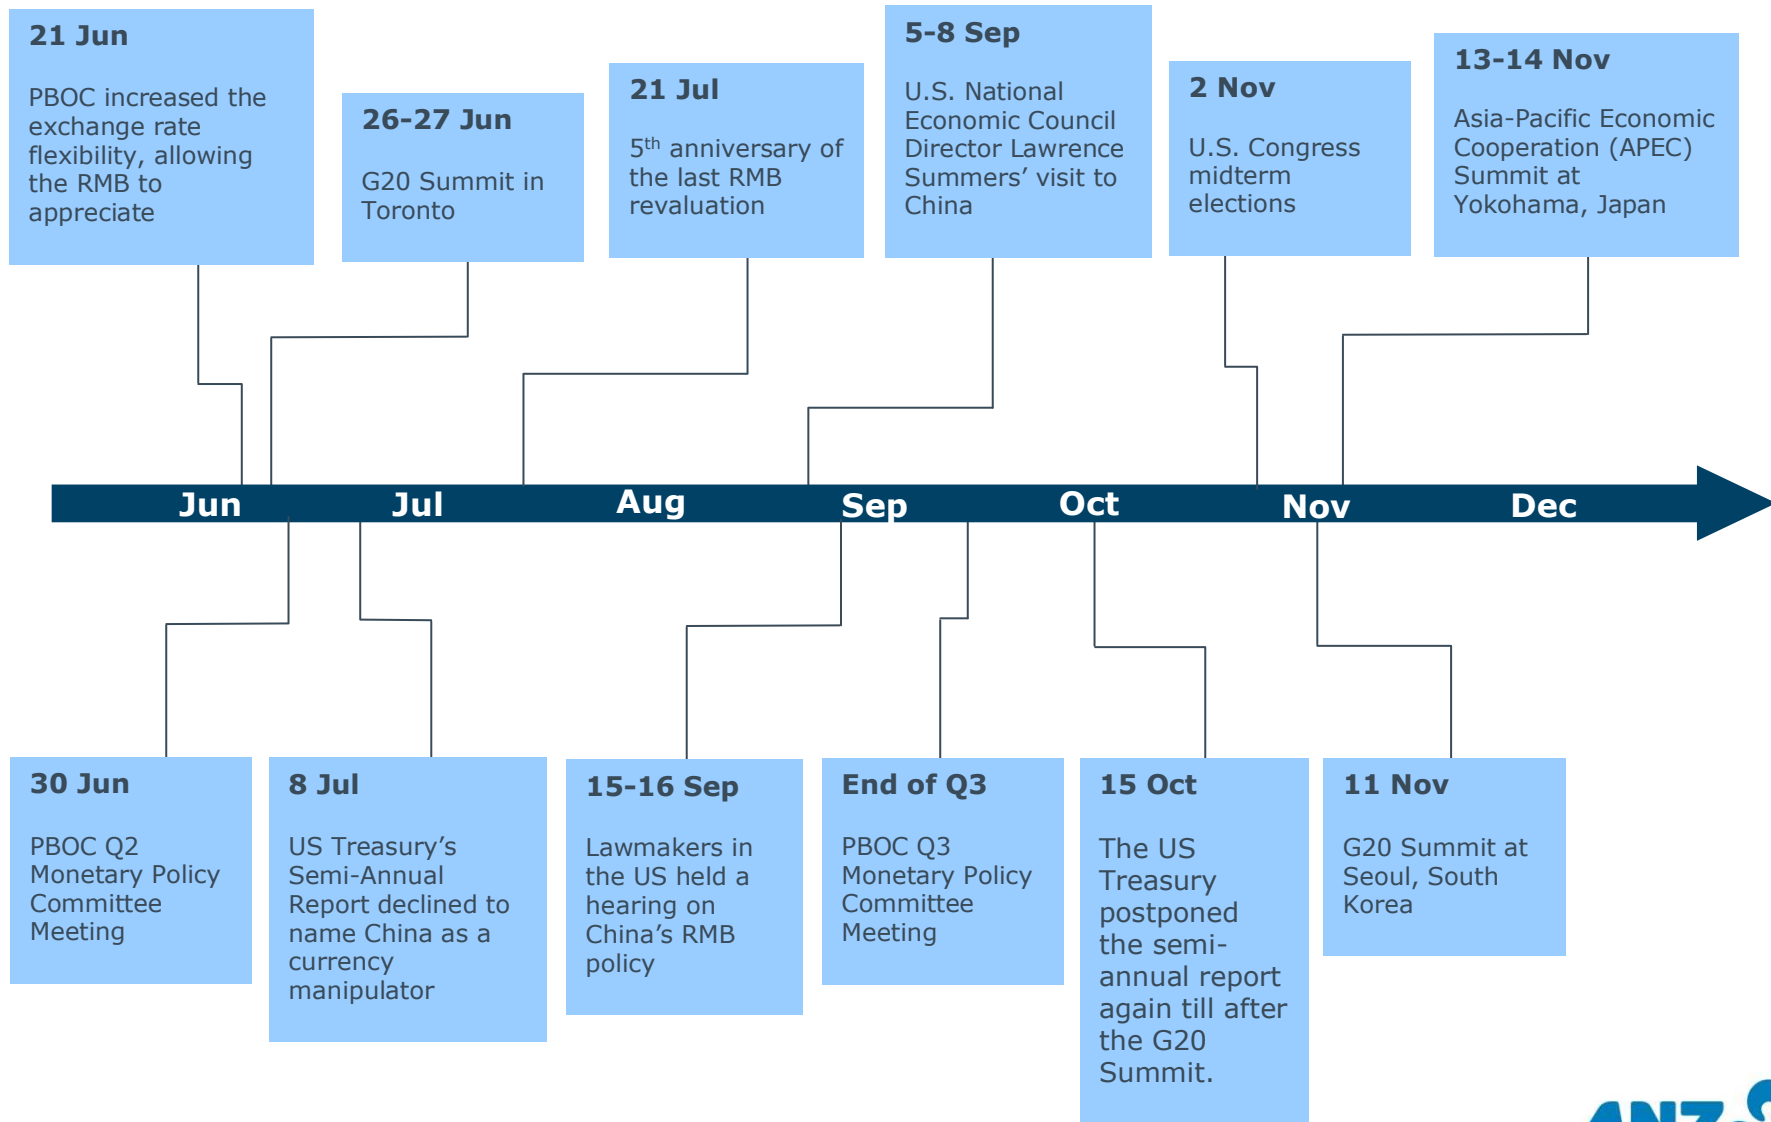 21 Jun
PBOC increased the
exchange rate
flexibility, allowing
the RMB to
appreciate
26-27 Jun
G20 Summit in
Toronto
21 Jul
5th anniversary of
the last RMB
revaluation
5-8 Sep
U.S. National
Economic Council
Director Lawrence
Summers’ visit to
China
2 Nov
U.S. Congress
midterm
elections
13-14 Nov
Asia-Pacific Economic
Cooperation (APEC)
Summit at
Yokohama, Japan
Jun
Jul
Aug
Sep
Oct
Nov
Dec
30 Jun
PBOC Q2
Monetary Policy
Committee
Meeting
8 Jul
US Treasury’s
Semi-Annual
Report declined to
name China as a
currency
manipulator
15-16 Sep
Lawmakers in
the US held a
hearing on
China’s RMB
policy
End of Q3
PBOC Q3
Monetary Policy
Committee
Meeting
15 Oct
The US
Treasury
postponed
the semi-
annual report
again till after
the G20
Summit.
11 Nov
G20 Summit at
Seoul, South
Korea
ANZ